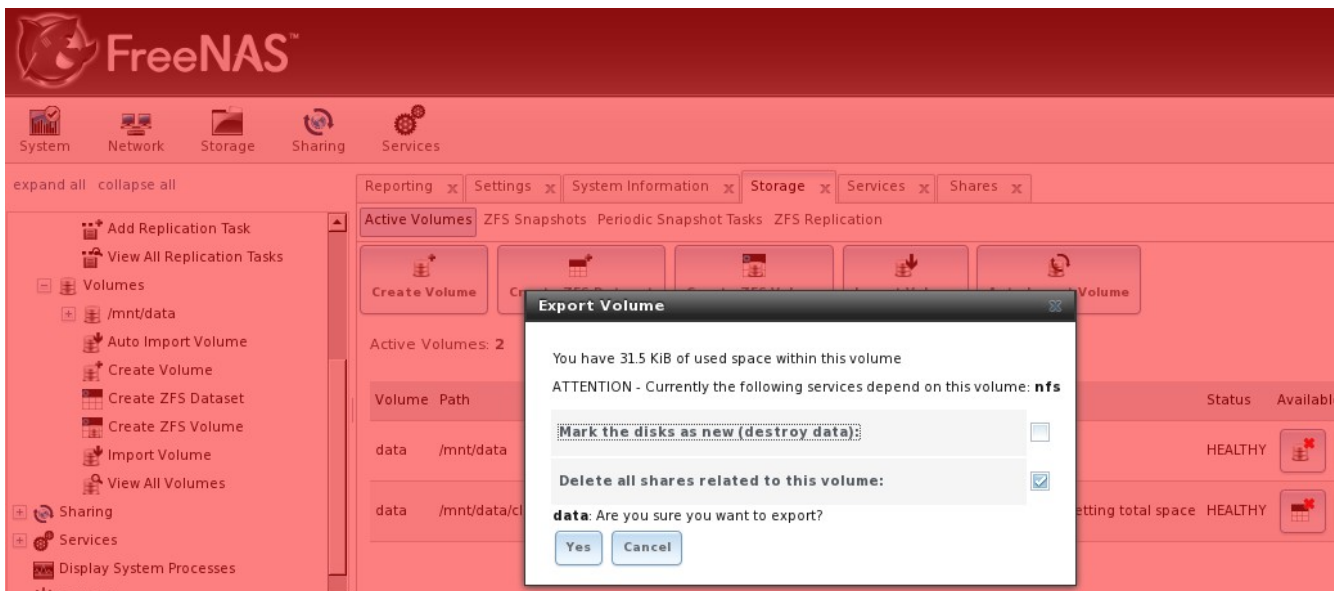 FreeNAS™
System Network Storage Sharing Services
expand all collapse all
Reporting x Settings x System Information x Storage x Services x Shares x
Active Volumes ZFS Snapshots Periodic Snapshot Tasks ZFS Replication
Add Replication Task
View All Replication Tasks
Volumes
/mnt/data
Auto Import Volume
Create Volume
Create ZFS Dataset
Create ZFS Volume
Import Volume
View All Volumes
Sharing
Services
Display System Processes
Create Volume
Volume
Active Volumes: 2
Volume Path Status
data /mnt/data HEALTHY
data /mnt/data/cl etting total space HEALTHY
Export Volume
You have 31.5 KiB of used space within this volume
ATTENTION - Currently the following services depend on this volume: nfs
Mark the disks as new (destroy data):
Delete all shares related to this volume:
data: Are you sure you want to export?
Yes Cancel